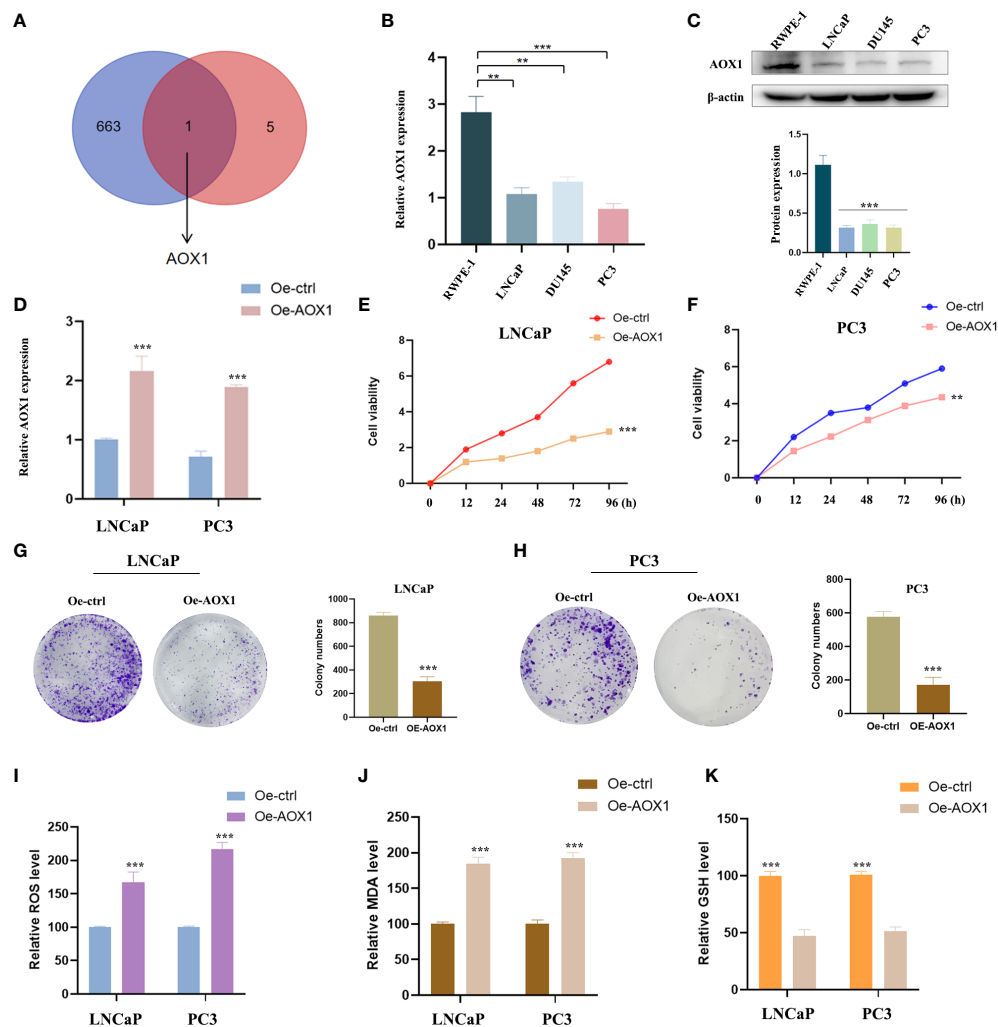 A
663
1
5
AOX1
B
Relative AOX1 expression
4
3
2
1
0
***
**
**
RWPE-1
LNCaP
DU145
PC3
C
RWPE-1
LNCaP
DU145
PC3
AOX1
β-actin
Protein expression
1.5
1.0
0.5
0.0
***
RWPE-1
LNCaP
DU145
PC3
D
Oe-ctrl
Oe-AOX1
Relative AOX1 expression
3
2
1
0
***
***
LNCaP
PC3
E
LNCaP
Oe-ctrl
Oe-AOX1
Cell viability
8
6
4
2
0
***
0 12 24 48 72 96 (h)
F
PC3
Oe-ctrl
Oe-AOX1
Cell viability
8
6
4
2
0
**
0 12 24 48 72 96 (h)
G
LNCaP
Oe-ctrl
Oe-AOX1
LNCaP
Colony numbers
1000
800
600
400
200
0
***
Oe-ctrl
OE-AOX1
H
PC3
Oe-ctrl
Oe-AOX1
PC3
Colony numbers
800
600
400
200
0
***
Oe-ctrl
OE-AOX1
I
Oe-ctrl
Oe-AOX1
Relative ROS level
250
200
150
100
50
0
***
***
LNCaP
PC3
J
Oe-ctrl
Oe-AOX1
Relative MDA level
250
200
150
100
50
0
***
***
LNCaP
PC3
K
Oe-ctrl
Oe-AOX1
Relative GSH level
150
100
50
0
***
***
LNCaP
PC3